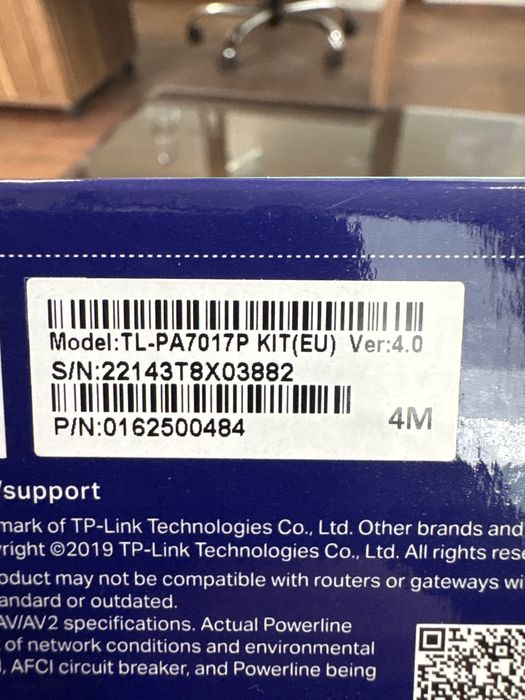 Model:TL-PA7017P KIT(EU) Ver:4.0
S/N:22143T8X03882
P/N:0162500484
4M
/support
mark of TP-Link Technologies Co., Ltd. Other brands and
right ©2019 TP-Link Technologies Co., Ltd. All rights rese
oduct may not be compatible with routers or gateways wi
andard or outdated.
AV/AV2 specifications. Actual Powerline
of network conditions and environmental
, AFCI circuit breaker, and Powerline being